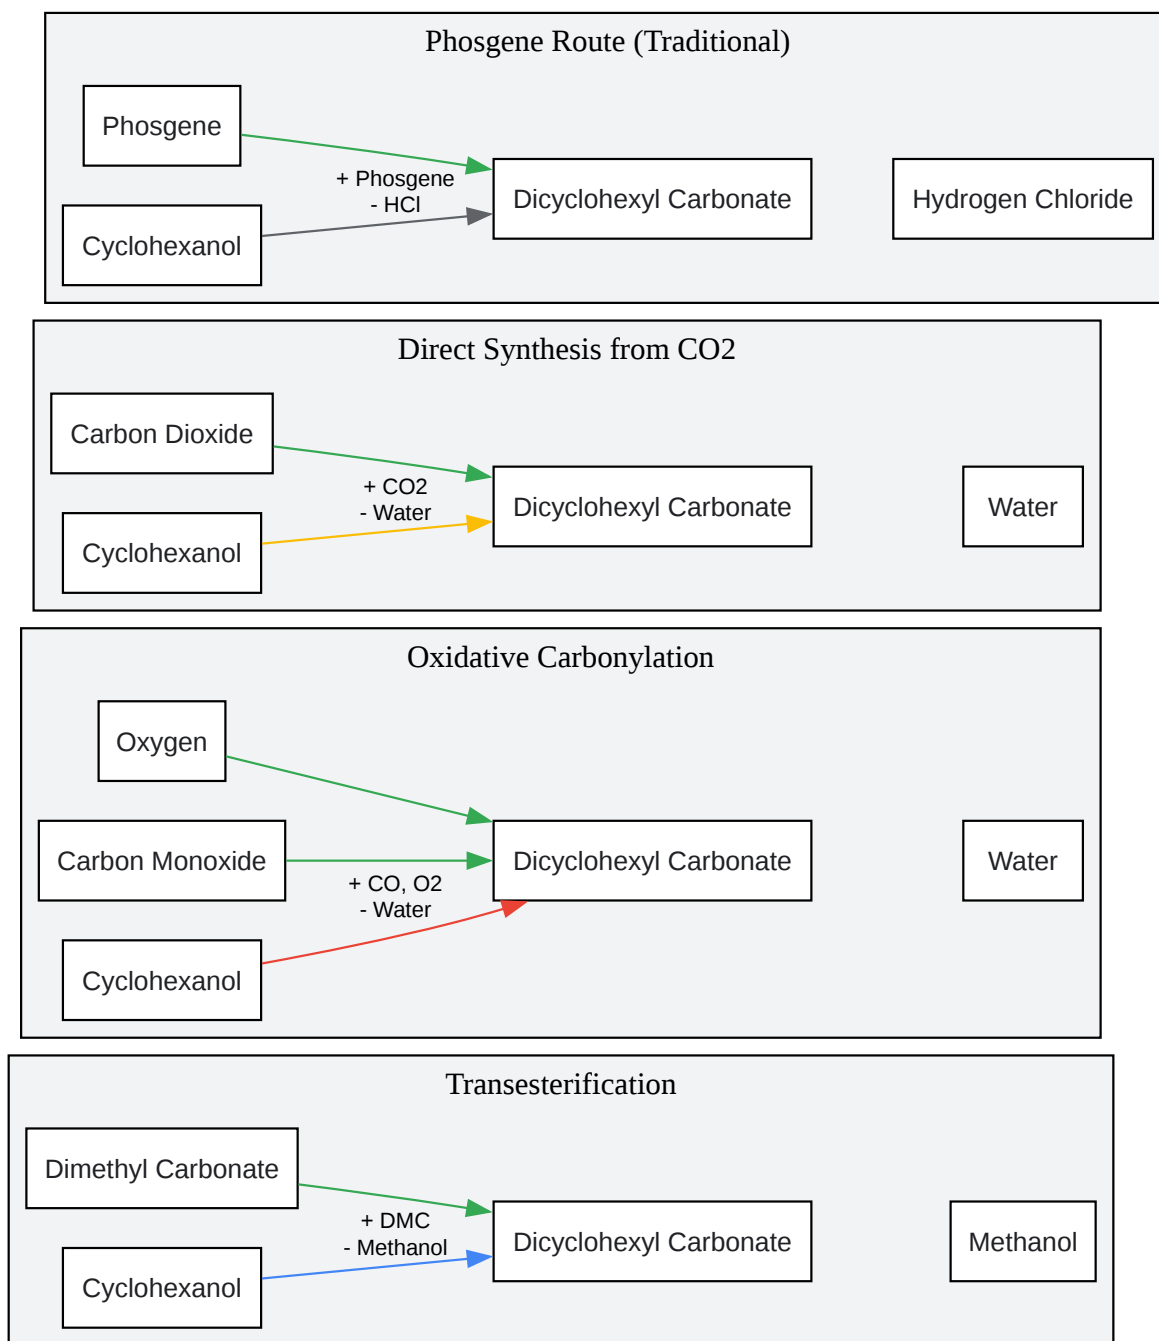 Phosgene Route (Traditional)
Phosgene
+ Phosgene
- HCl
Dicyclohexyl Carbonate
Hydrogen Chloride
Cyclohexanol
Direct Synthesis from CO2
Carbon Dioxide
+ CO2
- Water
Dicyclohexyl Carbonate
Water
Cyclohexanol
Oxidative Carbonylation
Oxygen
Carbon Monoxide
+ CO, O2
- Water
Dicyclohexyl Carbonate
Water
Cyclohexanol
Transesterification
Dimethyl Carbonate
+ DMC
- Methanol
Dicyclohexyl Carbonate
Methanol
Cyclohexanol